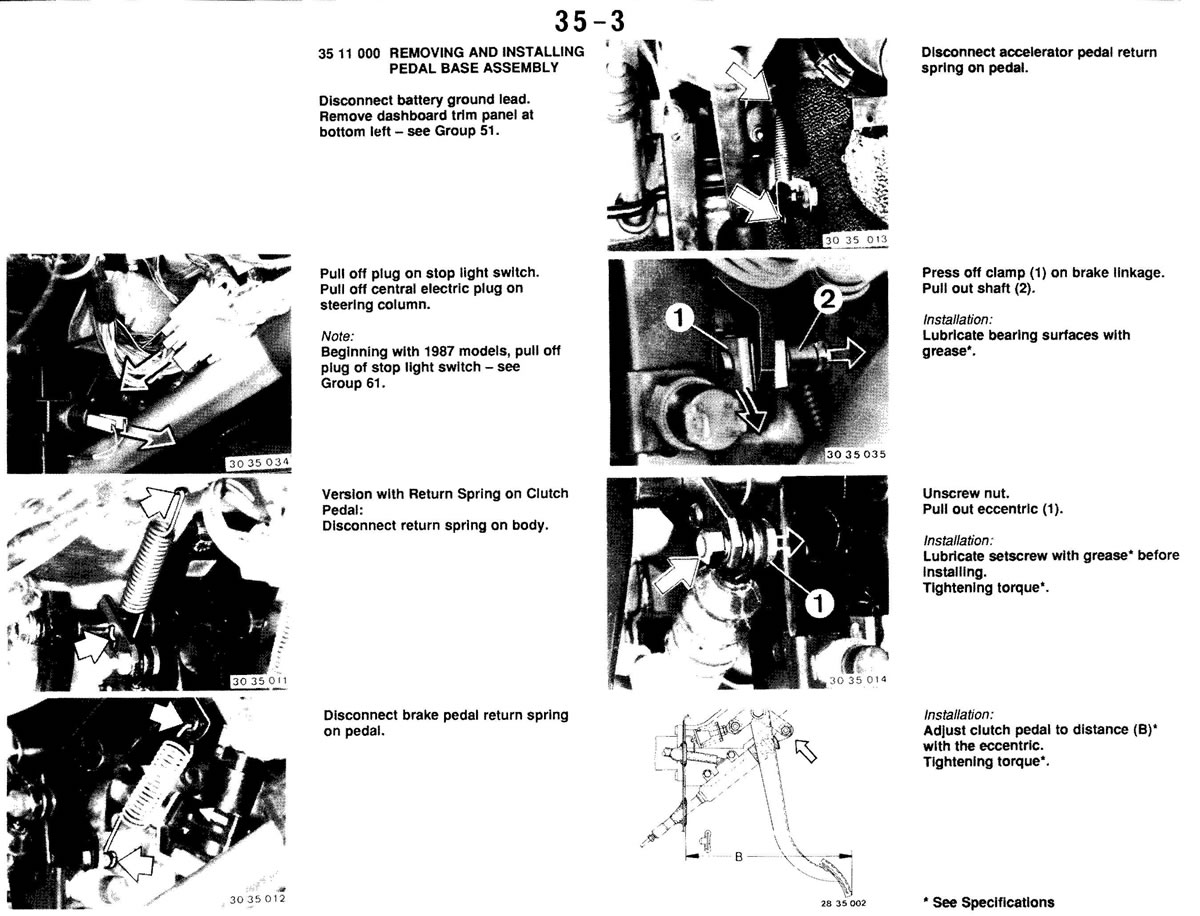 35-3
35 11 000 REMOVING AND INSTALLING
PEDAL BASE ASSEMBLY
Disconnect battery ground lead.
Remove dashboard trim panel at
bottom left – see Group 51.
30 35 034
Pull off plug on stop light switch.
Pull off central electric plug on
steering column.
Note:
Beginning with 1987 models, pull off
plug of stop light switch – see
Group 61.
30 35 011
Version with Return Spring on Clutch
Pedal:
Disconnect return spring on body.
30 35 012
Disconnect brake pedal return spring
on pedal.
30 35 013
Disconnect accelerator pedal return
spring on pedal.
1
2
30 35 035
Press off clamp (1) on brake linkage.
Pull out shaft (2).
Installation:
Lubricate bearing surfaces with
grease*.
1
30 35 014
Unscrew nut.
Pull out eccentric (1).
Installation:
Lubricate setscrew with grease* before
installing.
Tightening torque*.
B
28 35 002
Installation:
Adjust clutch pedal to distance (B)*
with the eccentric.
Tightening torque*.
* See Specifications